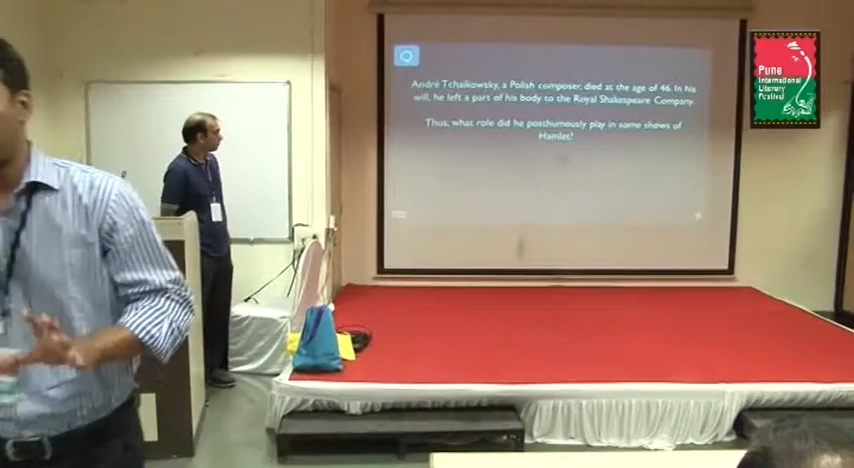 Q
André Tchaikowsky, a Polish composer, died at the age of 46. In his
will, he left a part of his body to the Royal Shakespeare Company.
Thus, what role did he posthumously play in some shows of
Hamlet?
Pune
International
Literary
Festival